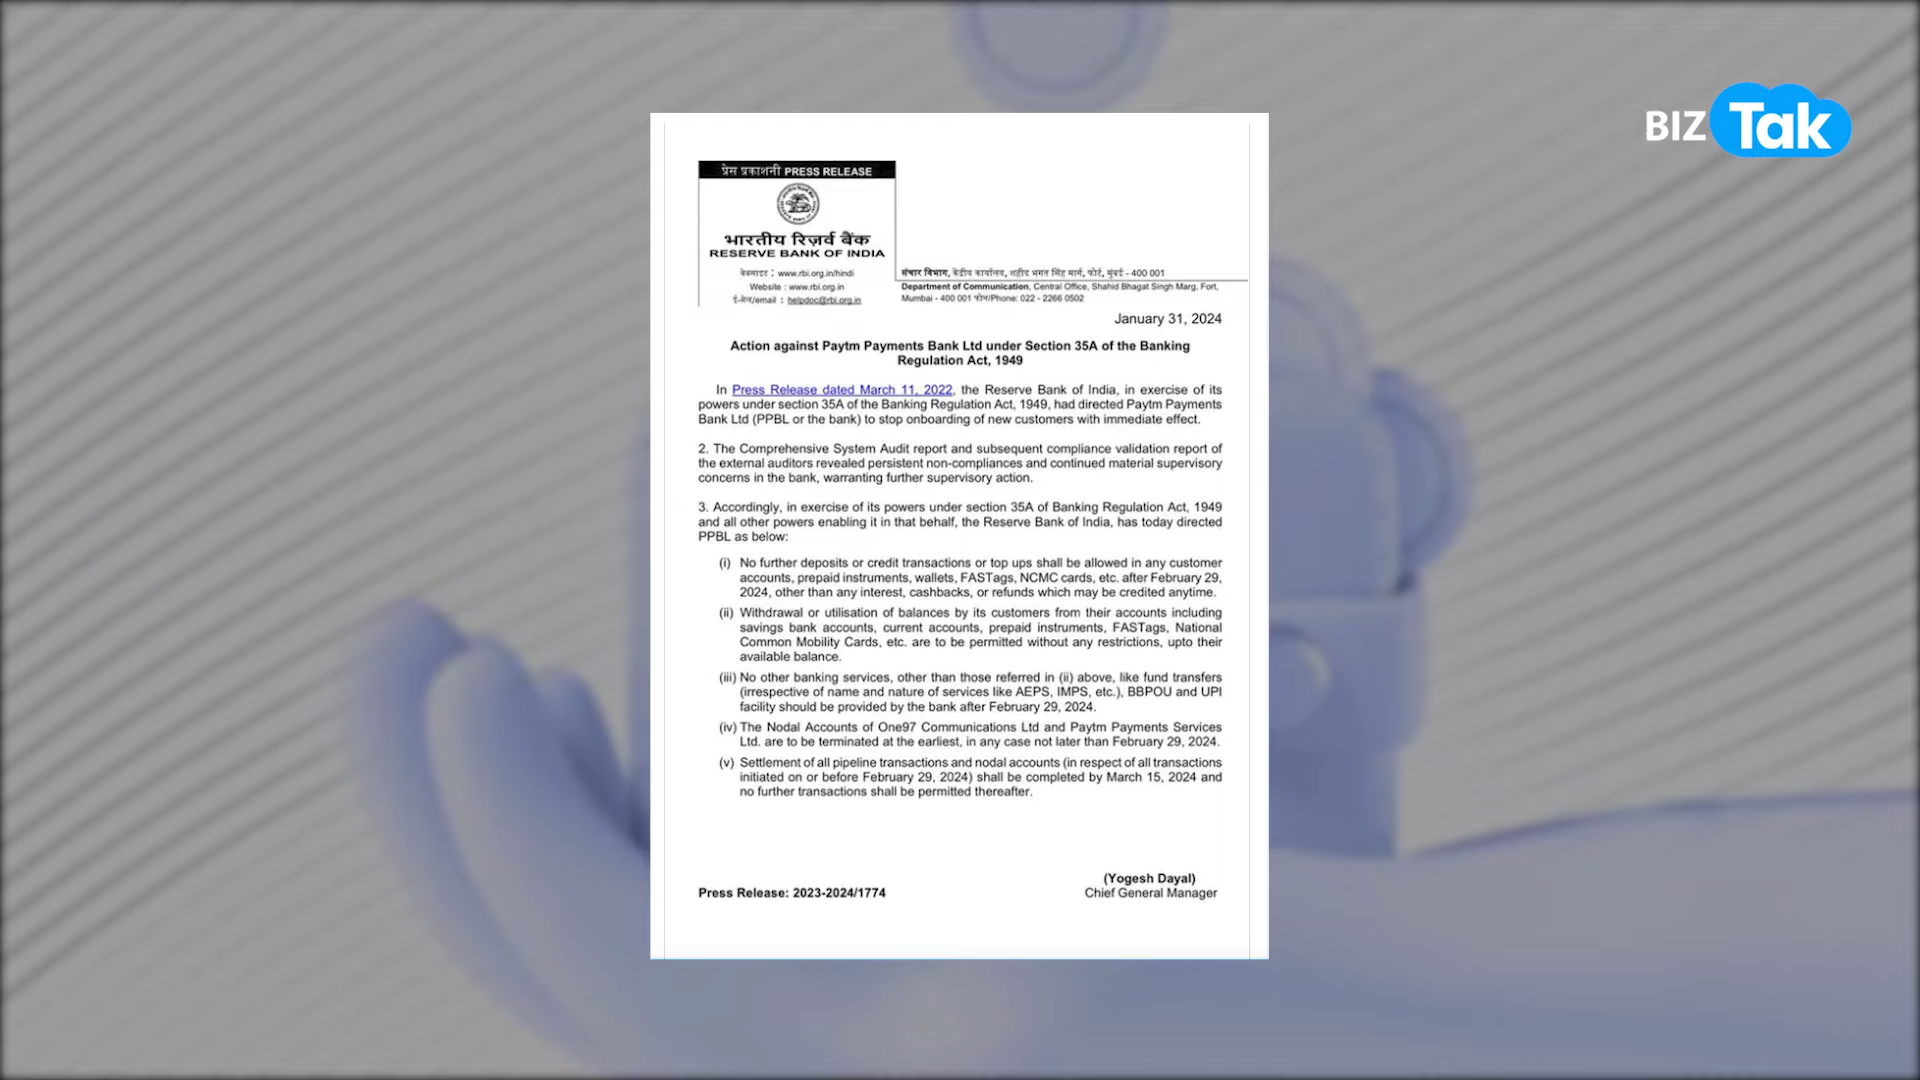 BIZ Tak
प्रेस प्रकाशनी PRESS RELEASE
भारतीय रिज़र्व बैंक
RESERVE BANK OF INDIA
वेबसाइट : www.rbi.org.in/hindi
Website : www.rbi.org.in
ई-मेल/email : helpdoc@rbi.org.in
संचार विभाग, केंद्रीय कार्यालय, शहीद भगत सिंह मार्ग, फोर्ट, मुंबई - 400 001
Department of Communication, Central Office, Shahid Bhagat Singh Marg, Fort,
Mumbai - 400 001 फोन/Phone: 022 - 2266 0502
January 31, 2024
Action against Paytm Payments Bank Ltd under Section 35A of the Banking
Regulation Act, 1949
In Press Release dated March 11, 2022, the Reserve Bank of India, in exercise of its
powers under section 35A of the Banking Regulation Act, 1949, had directed Paytm Payments
Bank Ltd (PPBL or the bank) to stop onboarding of new customers with immediate effect.
2. The Comprehensive System Audit report and subsequent compliance validation report of
the external auditors revealed persistent non-compliances and continued material supervisory
concerns in the bank, warranting further supervisory action.
3. Accordingly, in exercise of its powers under section 35A of Banking Regulation Act, 1949
and all other powers enabling it in that behalf, the Reserve Bank of India, has today directed
PPBL as below:
(i) No further deposits or credit transactions or top ups shall be allowed in any customer
accounts, prepaid instruments, wallets, FASTags, NCMC cards, etc. after February 29,
2024, other than any interest, cashbacks, or refunds which may be credited anytime.
(ii) Withdrawal or utilisation of balances by its customers from their accounts including
savings bank accounts, current accounts, prepaid instruments, FASTags, National
Common Mobility Cards, etc. are to be permitted without any restrictions, upto their
available balance.
(iii) No other banking services, other than those referred in (ii) above, like fund transfers
(irrespective of name and nature of services like AEPS, IMPS, etc.), BBPOU and UPI
facility should be provided by the bank after February 29, 2024.
(iv) The Nodal Accounts of One97 Communications Ltd and Paytm Payments Services
Ltd. are to be terminated at the earliest, in any case not later than February 29, 2024.
(v) Settlement of all pipeline transactions and nodal accounts (in respect of all transactions
initiated on or before February 29, 2024) shall be completed by March 15, 2024 and
no further transactions shall be permitted thereafter.
(Yogesh Dayal)
Press Release: 2023-2024/1774 Chief General Manager